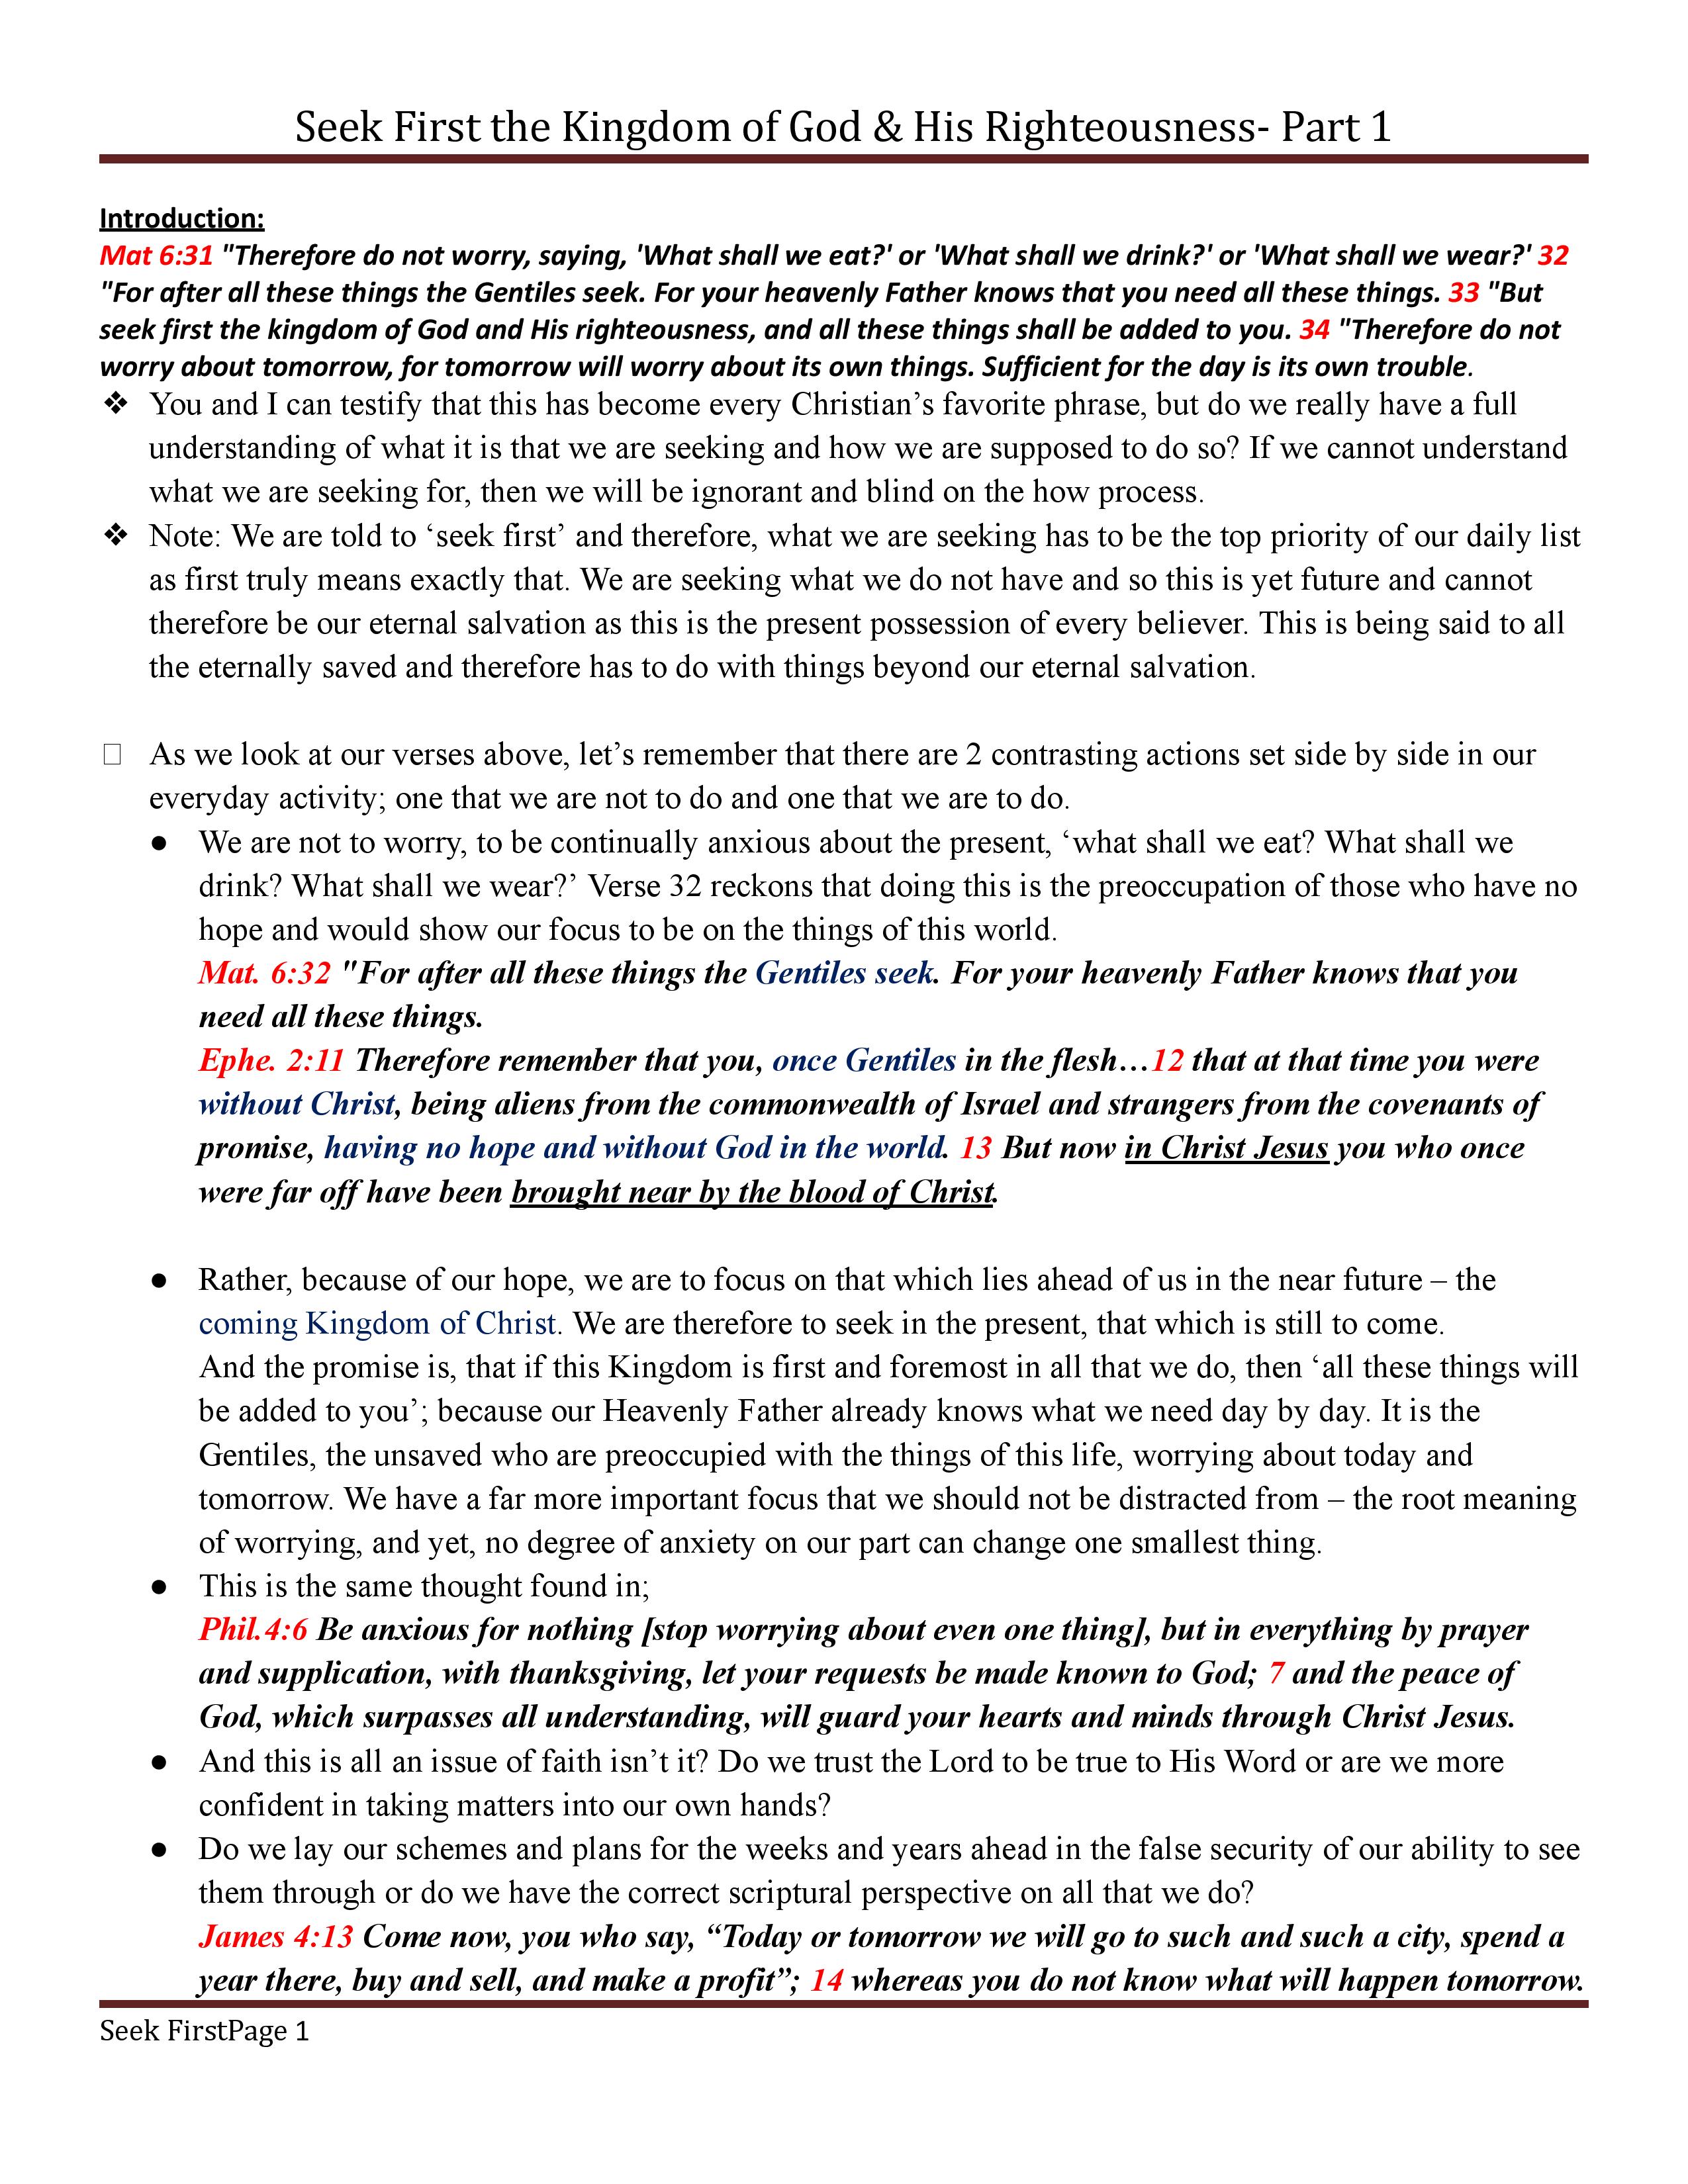 Seek First the Kingdom of God & His Righteousness- Part 1
Introduction:
Mat 6:31 "Therefore do not worry, saying, 'What shall we eat?' or 'What shall we drink?' or 'What shall we wear?' 32
"For after all these things the Gentiles seek. For your heavenly Father knows that you need all these things. 33 "But
seek first the kingdom of God and His righteousness, and all these things shall be added to you. 34 "Therefore do not
worry about tomorrow, for tomorrow will worry about its own things. Sufficient for the day is its own trouble.
❖ You and I can testify that this has become every Christian’s favorite phrase, but do we really have a full
understanding of what it is that we are seeking and how we are supposed to do so? If we cannot understand
what we are seeking for, then we will be ignorant and blind on the how process.
❖ Note: We are told to ‘seek first’ and therefore, what we are seeking has to be the top priority of our daily list
as first truly means exactly that. We are seeking what we do not have and so this is yet future and cannot
therefore be our eternal salvation as this is the present possession of every believer. This is being said to all
the eternally saved and therefore has to do with things beyond our eternal salvation.
□ As we look at our verses above, let’s remember that there are 2 contrasting actions set side by side in our
everyday activity; one that we are not to do and one that we are to do.
● We are not to worry, to be continually anxious about the present, ‘what shall we eat? What shall we
drink? What shall we wear?’ Verse 32 reckons that doing this is the preoccupation of those who have no
hope and would show our focus to be on the things of this world.
Mat. 6:32 "For after all these things the Gentiles seek. For your heavenly Father knows that you
need all these things.
Ephe. 2:11 Therefore remember that you, once Gentiles in the flesh…12 that at that time you were
without Christ, being aliens from the commonwealth of Israel and strangers from the covenants of
promise, having no hope and without God in the world. 13 But now in Christ Jesus you who once
were far off have been brought near by the blood of Christ.
● Rather, because of our hope, we are to focus on that which lies ahead of us in the near future – the
coming Kingdom of Christ. We are therefore to seek in the present, that which is still to come.
And the promise is, that if this Kingdom is first and foremost in all that we do, then ‘all these things will
be added to you’; because our Heavenly Father already knows what we need day by day. It is the
Gentiles, the unsaved who are preoccupied with the things of this life, worrying about today and
tomorrow. We have a far more important focus that we should not be distracted from – the root meaning
of worrying, and yet, no degree of anxiety on our part can change one smallest thing.
● This is the same thought found in;
Phil.4:6 Be anxious for nothing [stop worrying about even one thing], but in everything by prayer
and supplication, with thanksgiving, let your requests be made known to God; 7 and the peace of
God, which surpasses all understanding, will guard your hearts and minds through Christ Jesus.
● And this is all an issue of faith isn’t it? Do we trust the Lord to be true to His Word or are we more
confident in taking matters into our own hands?
● Do we lay our schemes and plans for the weeks and years ahead in the false security of our ability to see
them through or do we have the correct scriptural perspective on all that we do?
James 4:13 Come now, you who say, “Today or tomorrow we will go to such and such a city, spend a
year there, buy and sell, and make a profit”; 14 whereas you do not know what will happen tomorrow.
Seek FirstPage 1